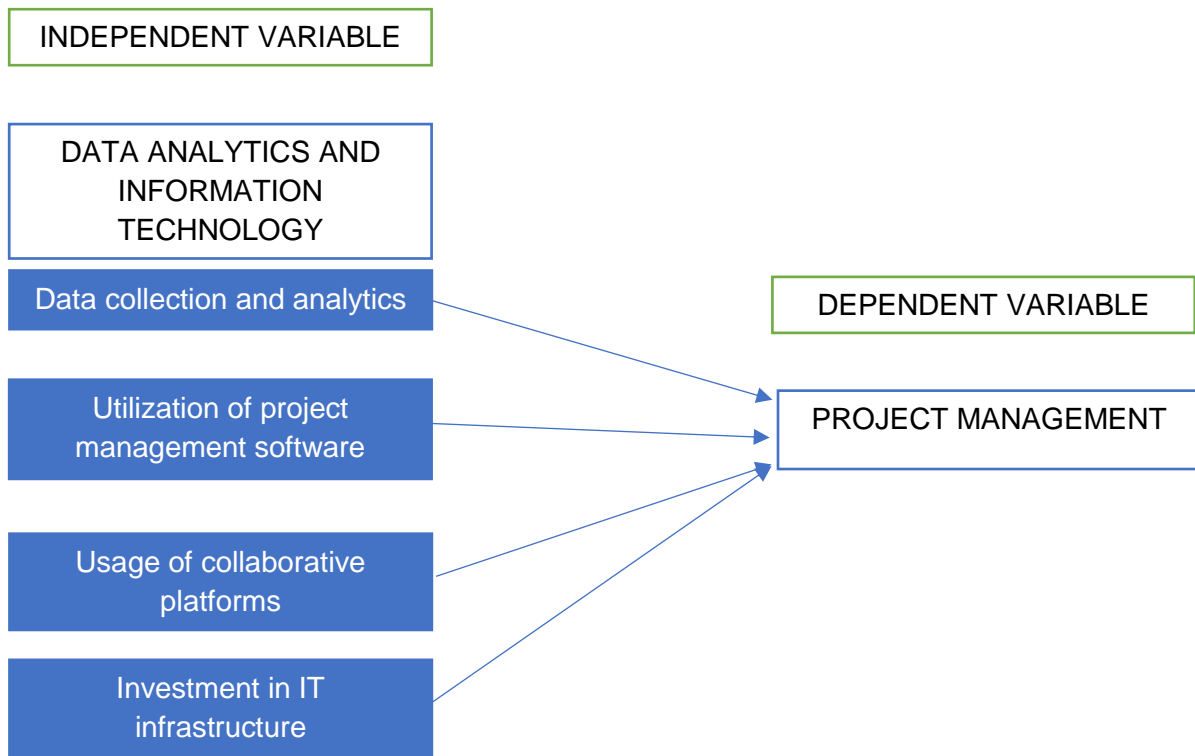 INDEPENDENT VARIABLE
DATA ANALYTICS AND
INFORMATION
TECHNOLOGY
Data collection and analytics
Utilization of project
management software
Usage of collaborative
platforms
Investment in IT
infrastructure
DEPENDENT VARIABLE
PROJECT MANAGEMENT